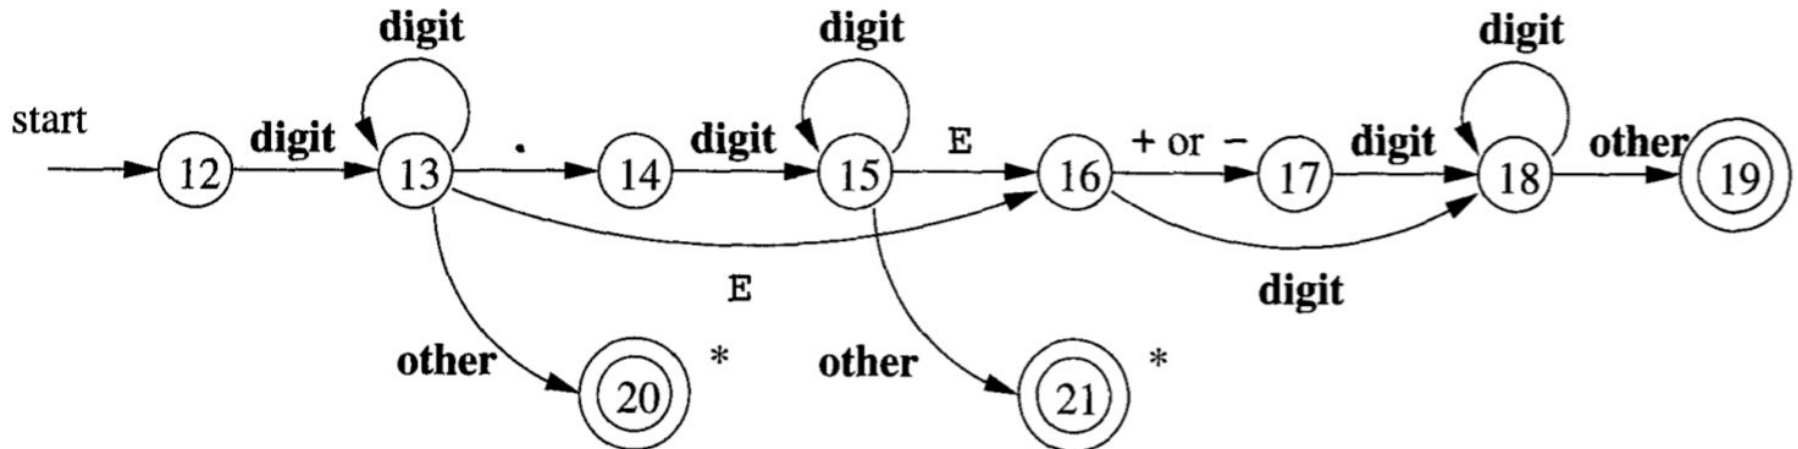 digit digit digit
start
digit . digit E + or - digit other
12 13 14 15 16 17 18 19
E digit
other * other *
20 21